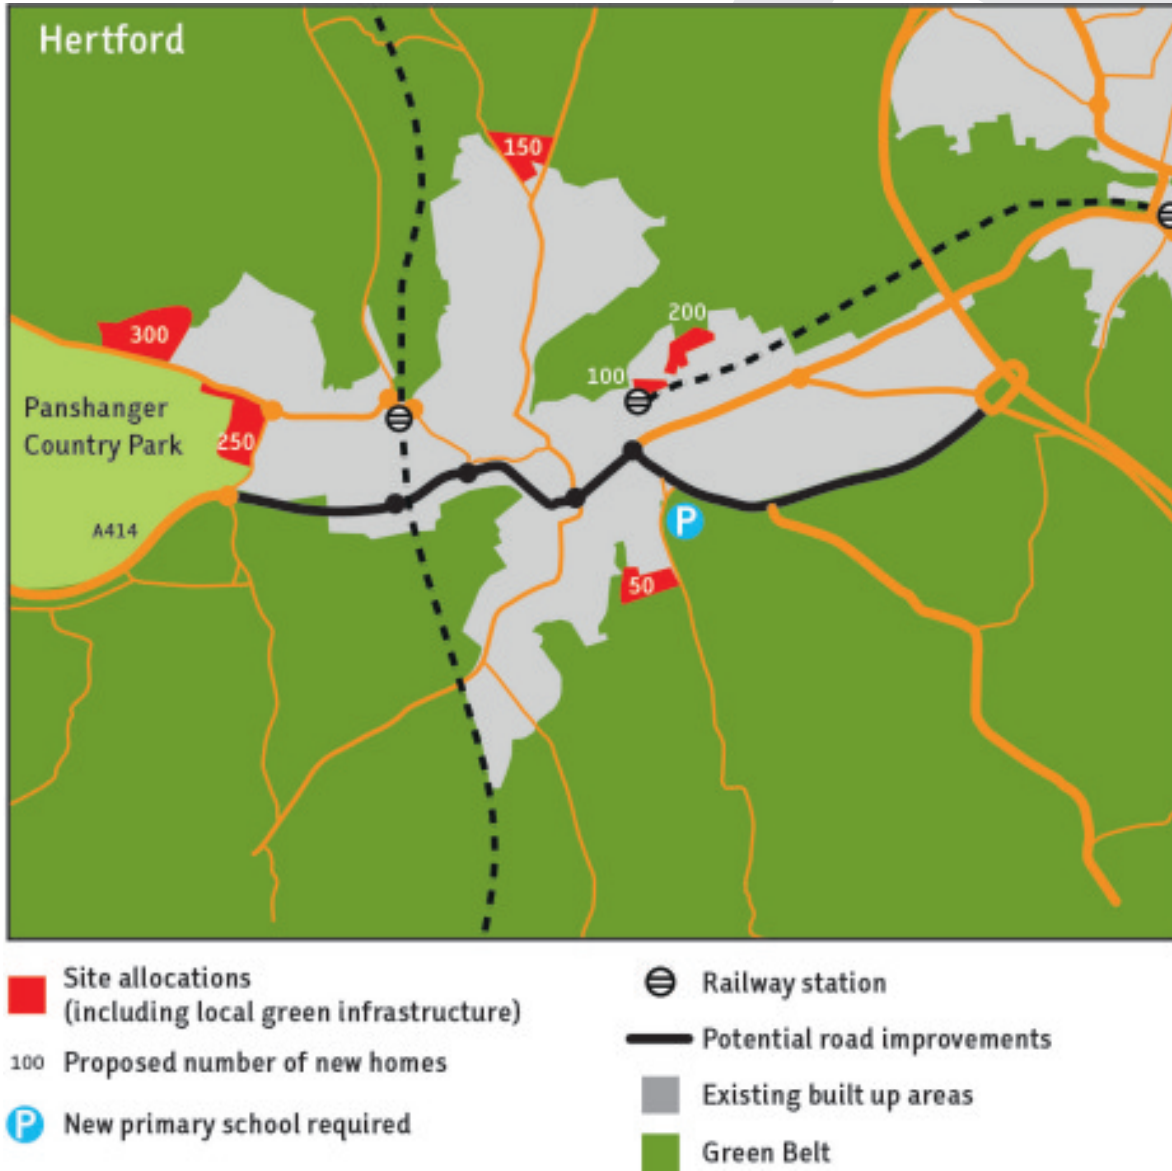 Hertford
150
300
200
100
Panshanger
Country Park
250
A414
P
50
Site allocations
(including local green infrastructure)
100 Proposed number of new homes
P New primary school required
Railway station
Potential road improvements
Existing built up areas
Green Belt